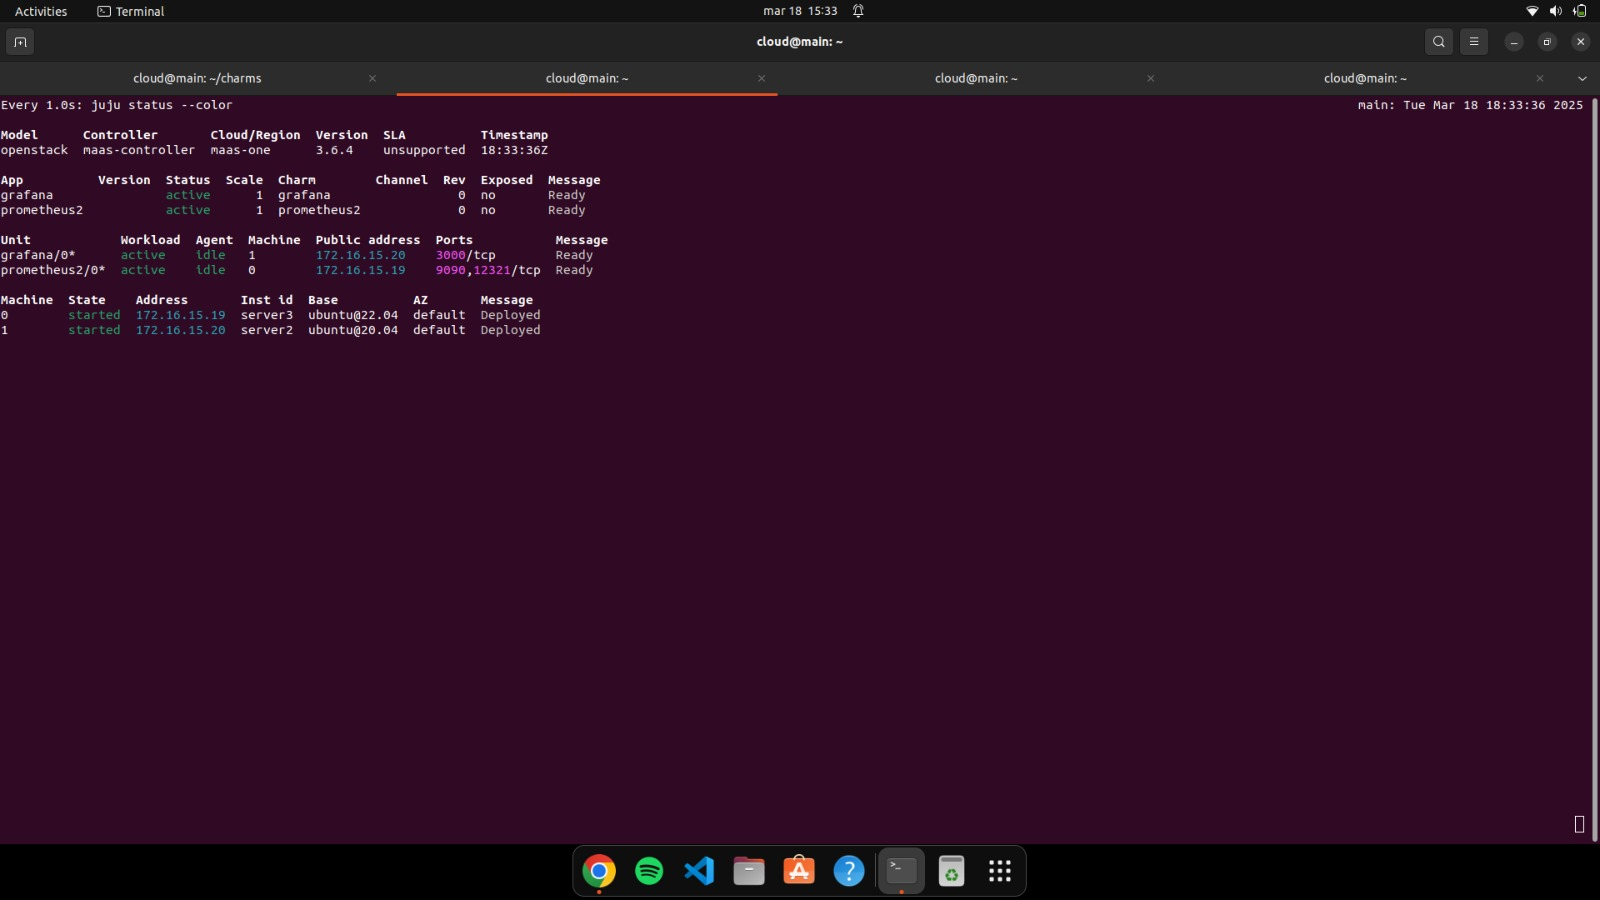 Activities Terminal mar 18 15:33
cloud@main: ~
cloud@main: ~/charms cloud@main: ~ cloud@main: ~ cloud@main: ~
Every 1.0s: juju status --color main: Tue Mar 18 18:33:36 2025
Model Controller Cloud/Region Version SLA Timestamp
openstack maas-controller maas-one 3.6.4 unsupported 18:33:36Z
App Version Status Scale Charm Channel Rev Exposed Message
grafana active 1 grafana 0 no Ready
prometheus2 active 1 prometheus2 0 no Ready
Unit Workload Agent Machine Public address Ports Message
grafana/0* active idle 1 172.16.15.20 3000/tcp Ready
prometheus2/0* active idle 0 172.16.15.19 9090,12321/tcp Ready
Machine State Address Inst id Base AZ Message
0 started 172.16.15.19 server3 ubuntu@22.04 default Deployed
1 started 172.16.15.20 server2 ubuntu@20.04 default Deployed